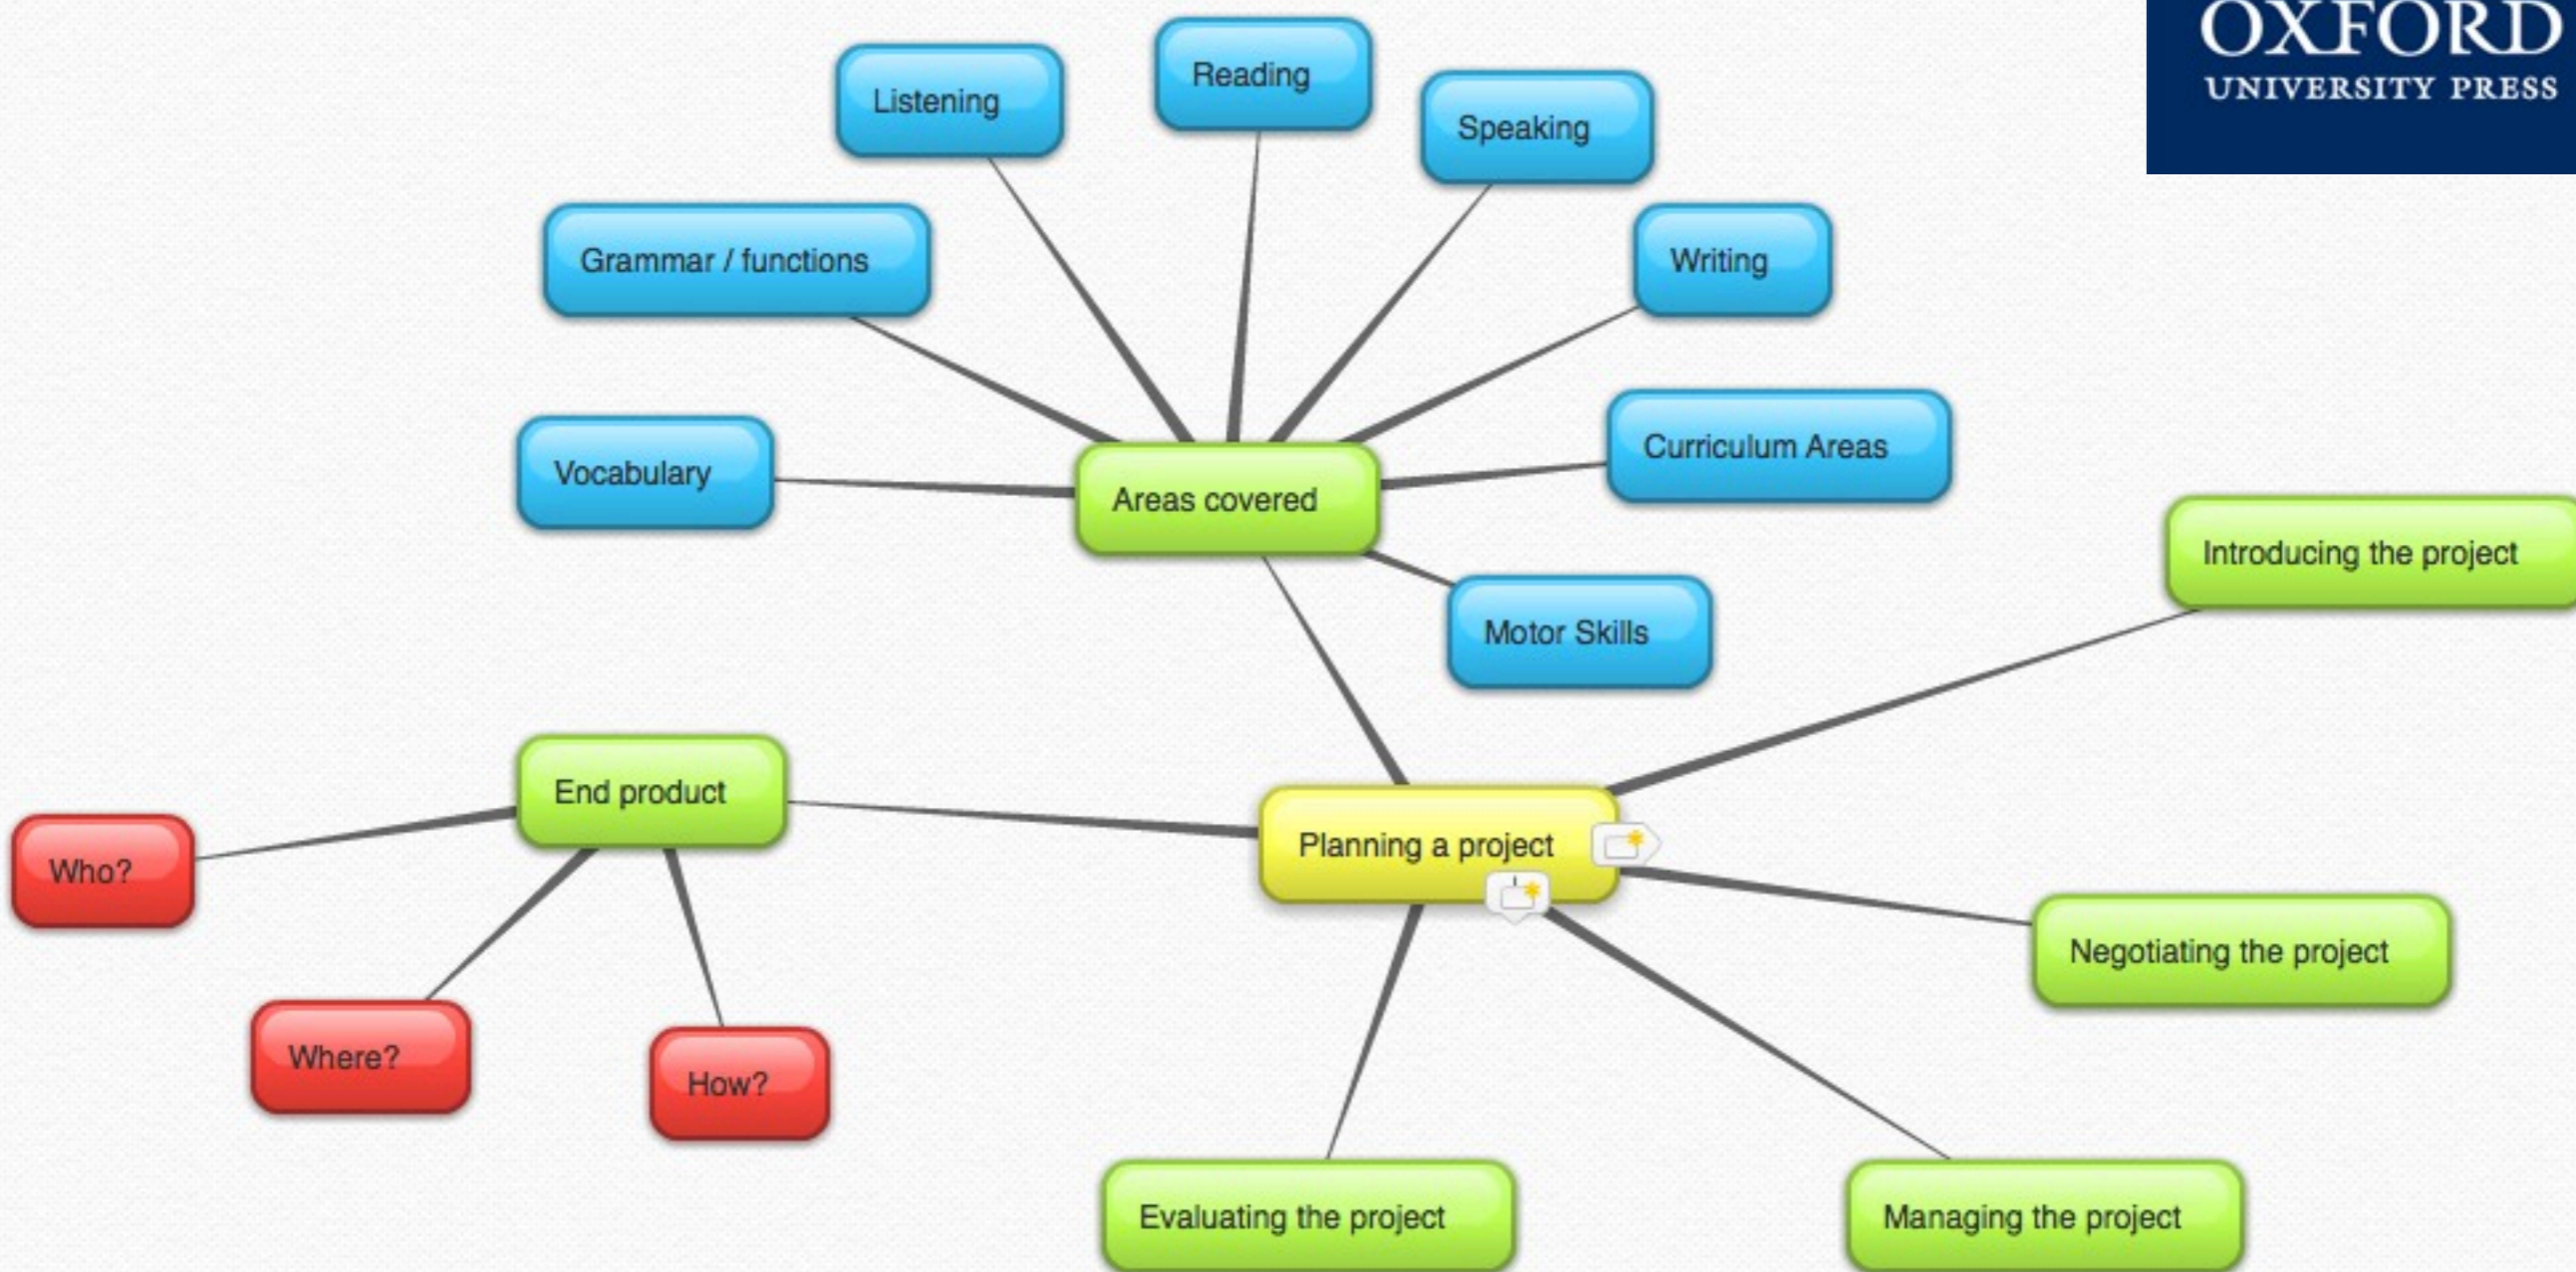 OXFORD
UNIVERSITY PRESS
Reading
Listening
Speaking
Grammar / functions
Writing
Curriculum Areas
Vocabulary
Areas covered
Introducing the project
Motor Skills
End product
Planning a project
Who?
Negotiating the project
Where?
How?
Evaluating the project
Managing the project